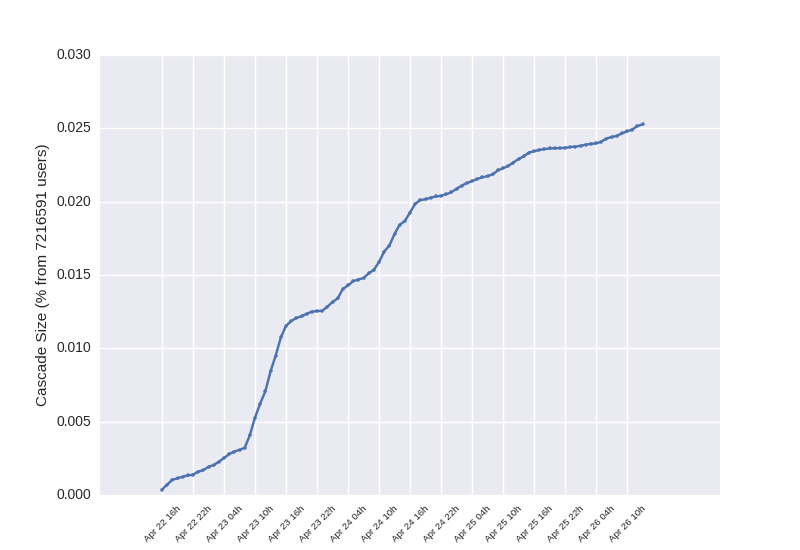 0.030
0.025
0.020
0.015
0.010
0.005
0.000
Cascade Size (% from 7216591 users)
Apr 22 16h
Apr 22 22h
Apr 23 04h
Apr 23 10h
Apr 23 16h
Apr 23 22h
Apr 24 04h
Apr 24 10h
Apr 24 16h
Apr 24 22h
Apr 25 04h
Apr 25 10h
Apr 25 16h
Apr 25 22h
Apr 26 04h
Apr 26 10h